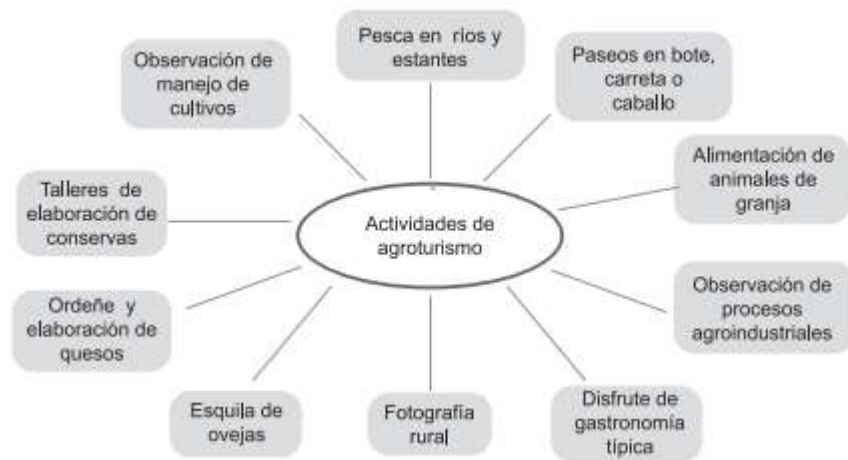 Pesca en ríos y
estantes
Observación de
manejo de
cultivos
Paseos en bote,
carreta o
caballo
Alimentación de
animales de
granja
Talleres de
elaboración de
conservas
Actividades de
agroturismo
Observación de
procesos
agroindustriales
Ordeñe y
elaboración de
quesos
Esquila de
ovejas
Fotografía
rural
Disfrute de
gastronomía
típica